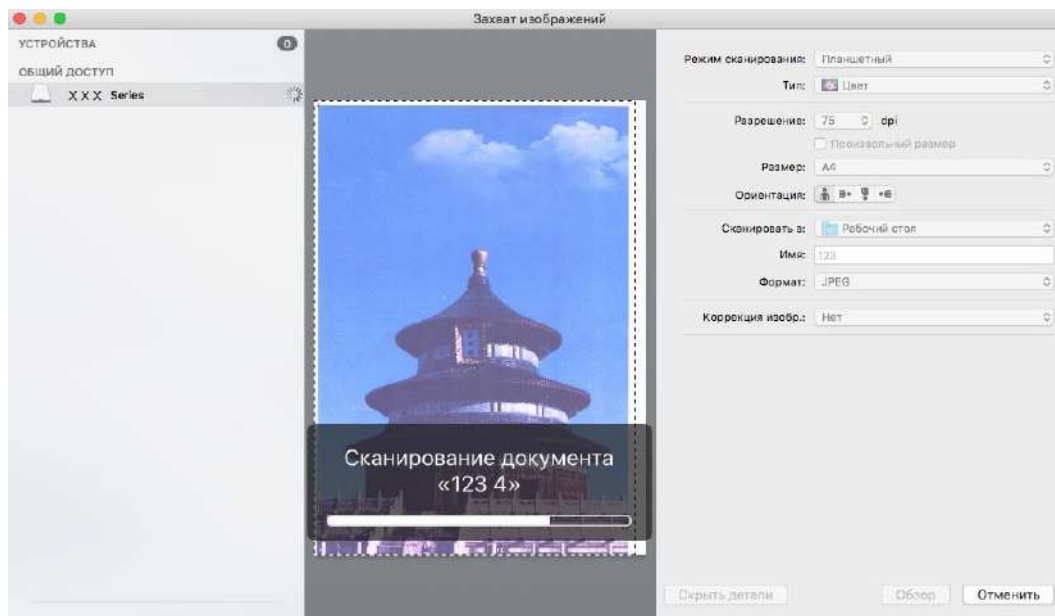 Захват изображений
УСТРОЙСТВА 0
ОБЩИЙ ДОСТУП
X X X Series
Режим сканирования: Планшетный
Тип: Цвет
Разрешение: 75 dpi
Произвольный размер
Размер: A4
Ориентация:
Сканировать в: Рабочий стол
Имя: 123
Формат: JPEG
Коррекция изобр.: Нет
Сканирование документа
«123 4»
Скрыть детали Обзор Отменить